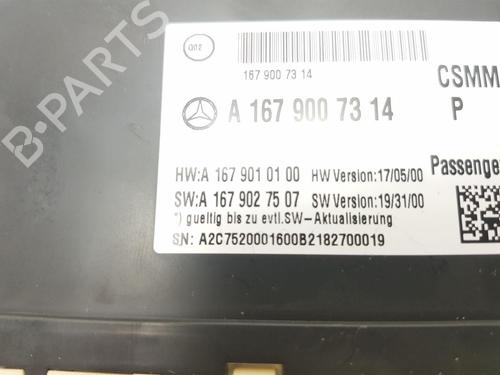 Q02
167 900 73 14
CSMM
A 167 900 73 14
P
HW:A 167 901 01 00 HW Version:17/05/00
Passenge
SW:A 167 902 75 07 SW Version:19/31/00
*) gueltig bis zu evtl.SW-Aktualisierung
S/N: A2C7520001600B2182700019
B-PARTS